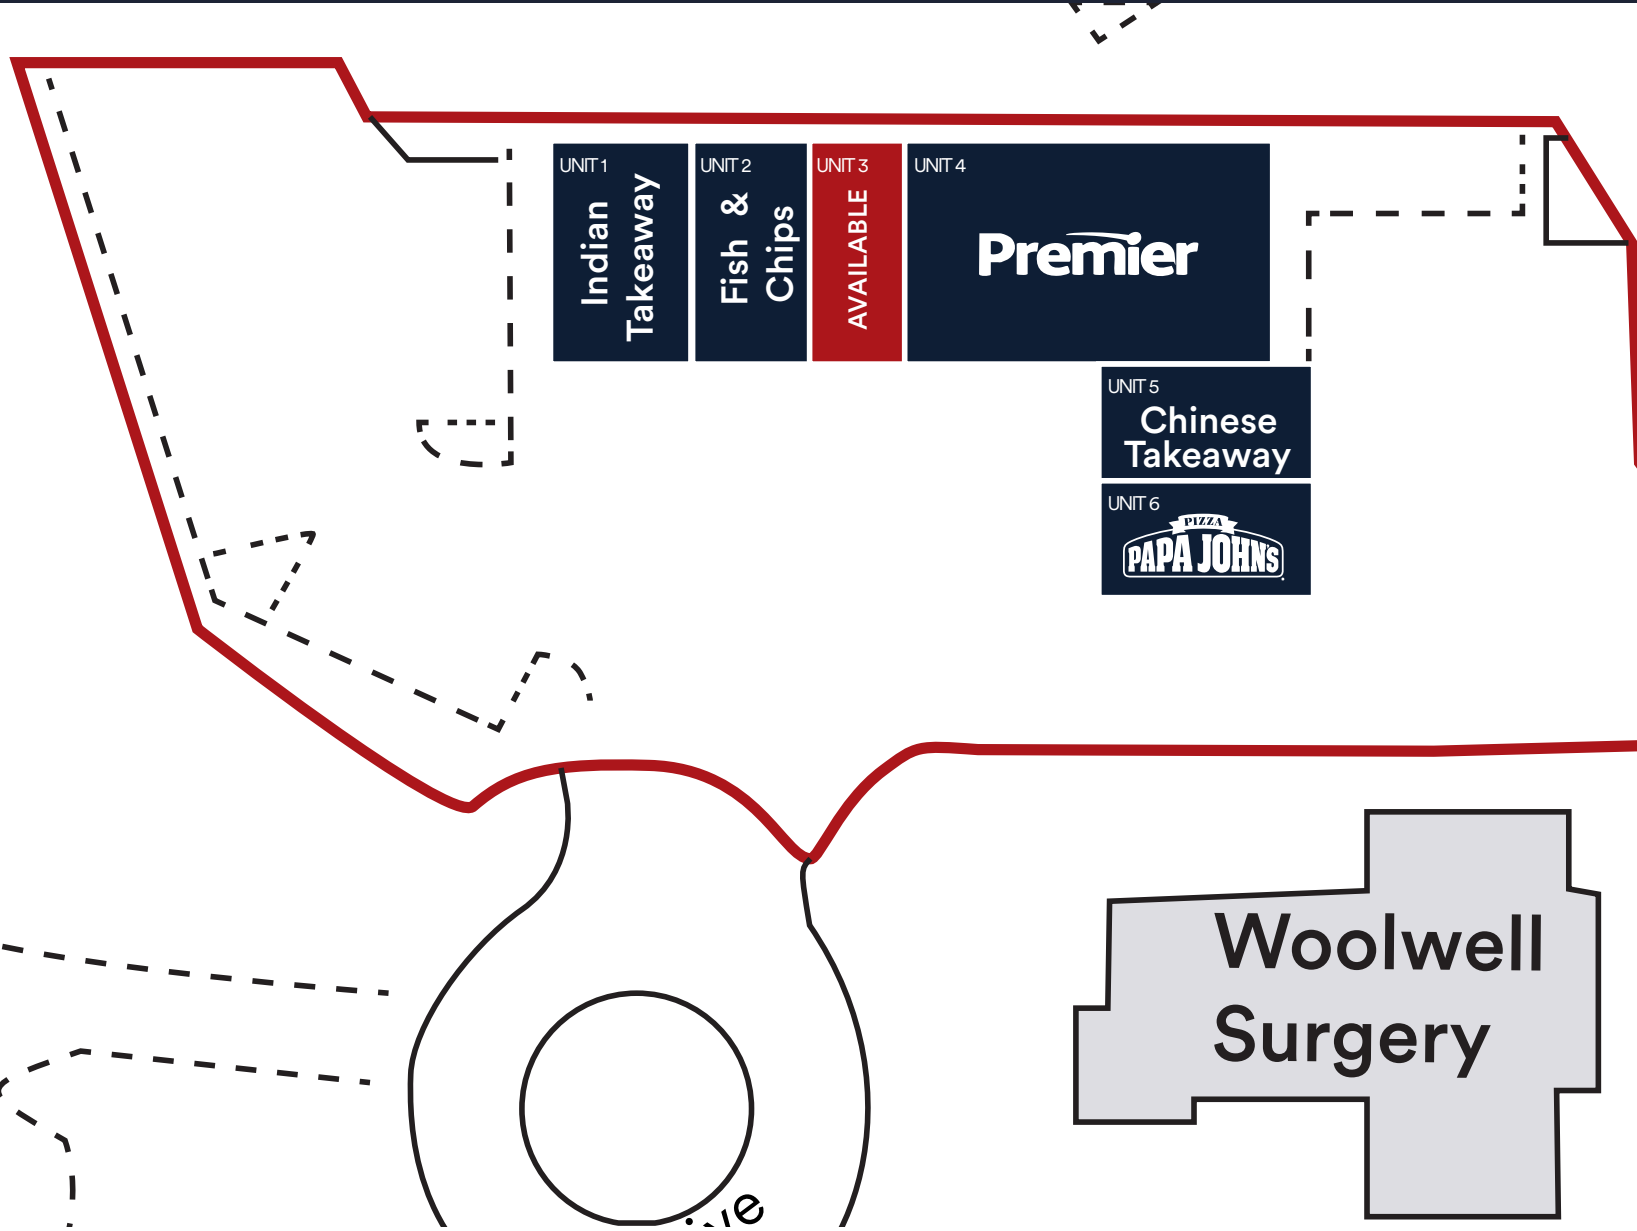 UNIT 1
Indian
Takeaway
UNIT 2
Fish &
Chips
UNIT 3
AVAILABLE
UNIT 4
Premier
UNIT 5
Chinese
Takeaway
UNIT 6
PIZZA
PAPA JOHN'S
Woolwell
Surgery